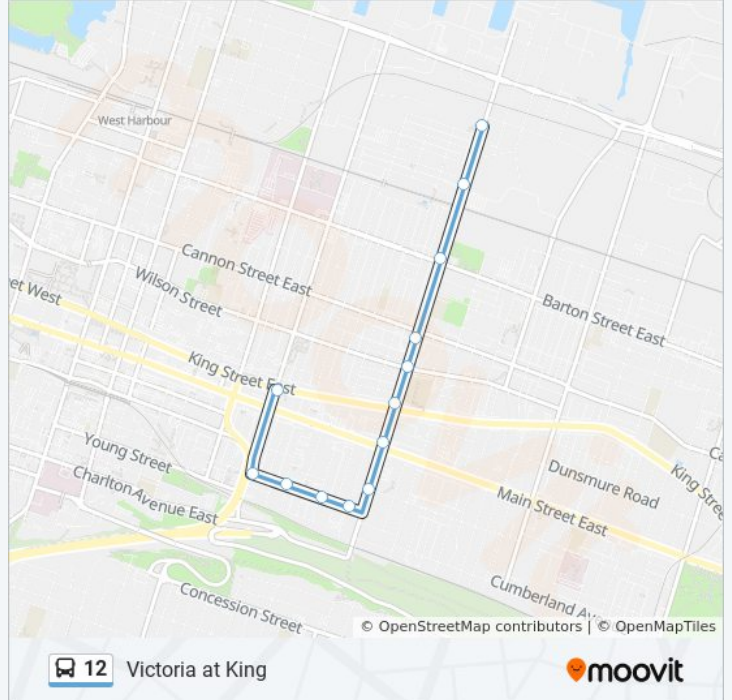 West Harbour
Cannon Street East
Wilson Street
et West
Barton Street East
King Street East
Young Street
Charlton Avenue East
Dunsmure Road
King Stree
Ca
Main Street East
Cumberland Av
Concession Street
© OpenStreetMap contributors | © OpenMapTiles
12 Victoria at King
moovit